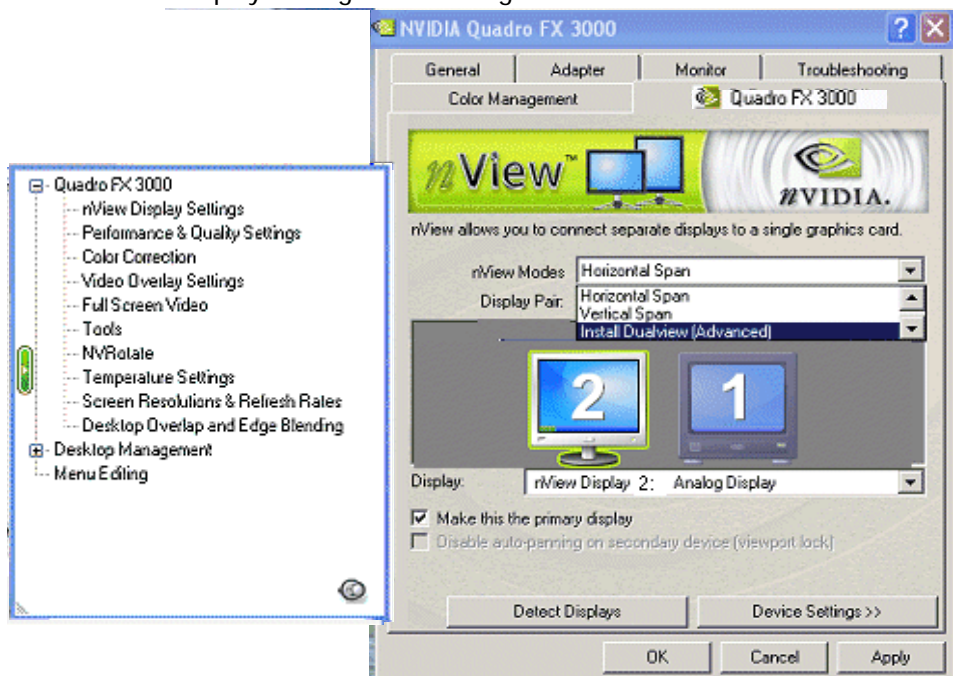 NVIDIA Quadro FX 3000
General Adapter Monitor Troubleshooting
Color Management Quadro FX 3000
nView™
nVIDIA.
nView allows you to connect separate displays to a single graphics card.
nView Modes Horizontal Span
Display Pair: Horizontal Span
Vertical Span
Install Dualview (Advanced)
2 1
Display: nView Display 2: Analog Display
Make this the primary display
Disable auto-panning on secondary device (viewport lock)
Detect Displays Device Settings >>
OK Cancel Apply
Quadro FX 3000
nView Display Settings
Performance & Quality Settings
Color Correction
Video Overlay Settings
Full Screen Video
Tools
NVRotate
Temperature Settings
Screen Resolutions & Refresh Rates
Desktop Overlap and Edge Blending
Desktop Management
Menu Editing